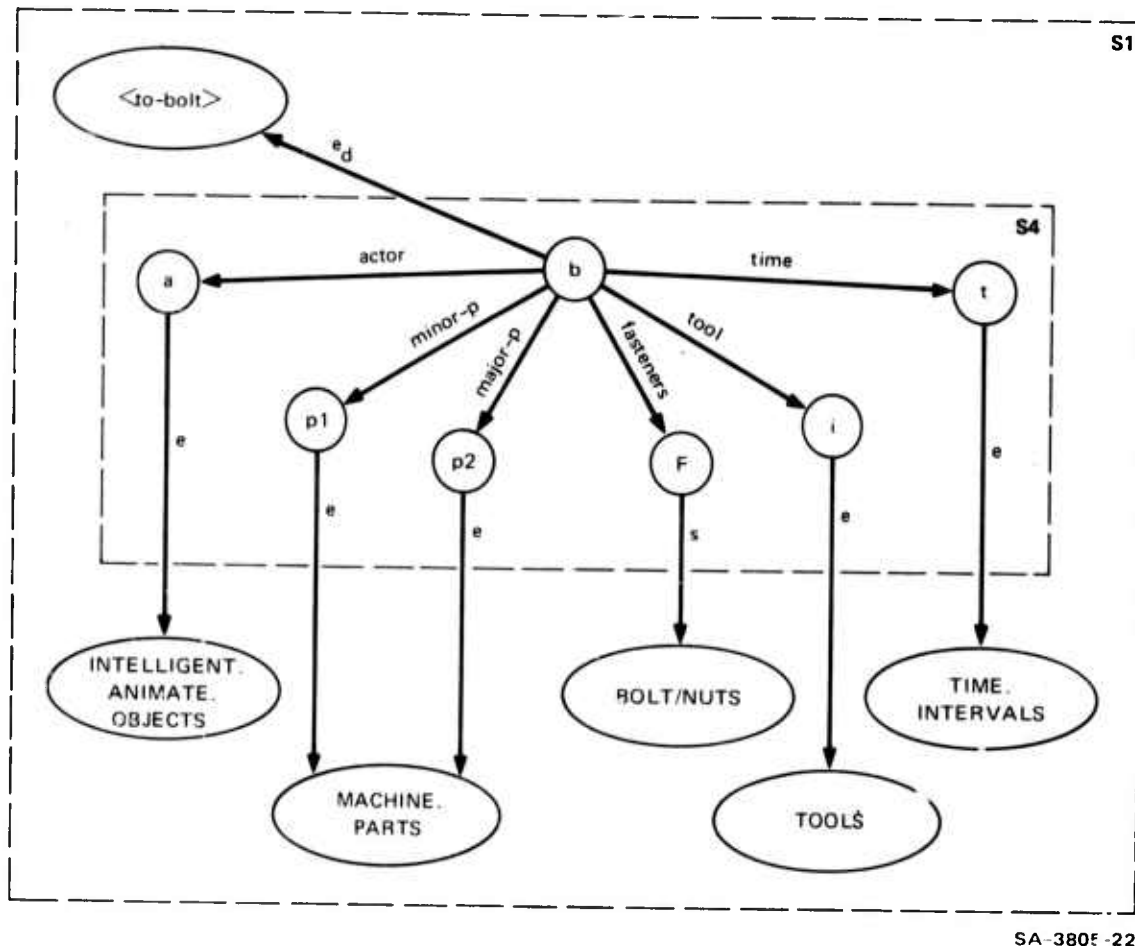 S1
<to-bolt>
e_d
S4
actor
b
time
a
t
minor-p
major-p
fasteners
tool
p1
p2
F
i
e
e
e
s
e
e
INTELLIGENT.
ANIMATE.
OBJECTS
BOLT/NUTS
TIME.
INTERVALS
MACHINE.
PARTS
TOOLS